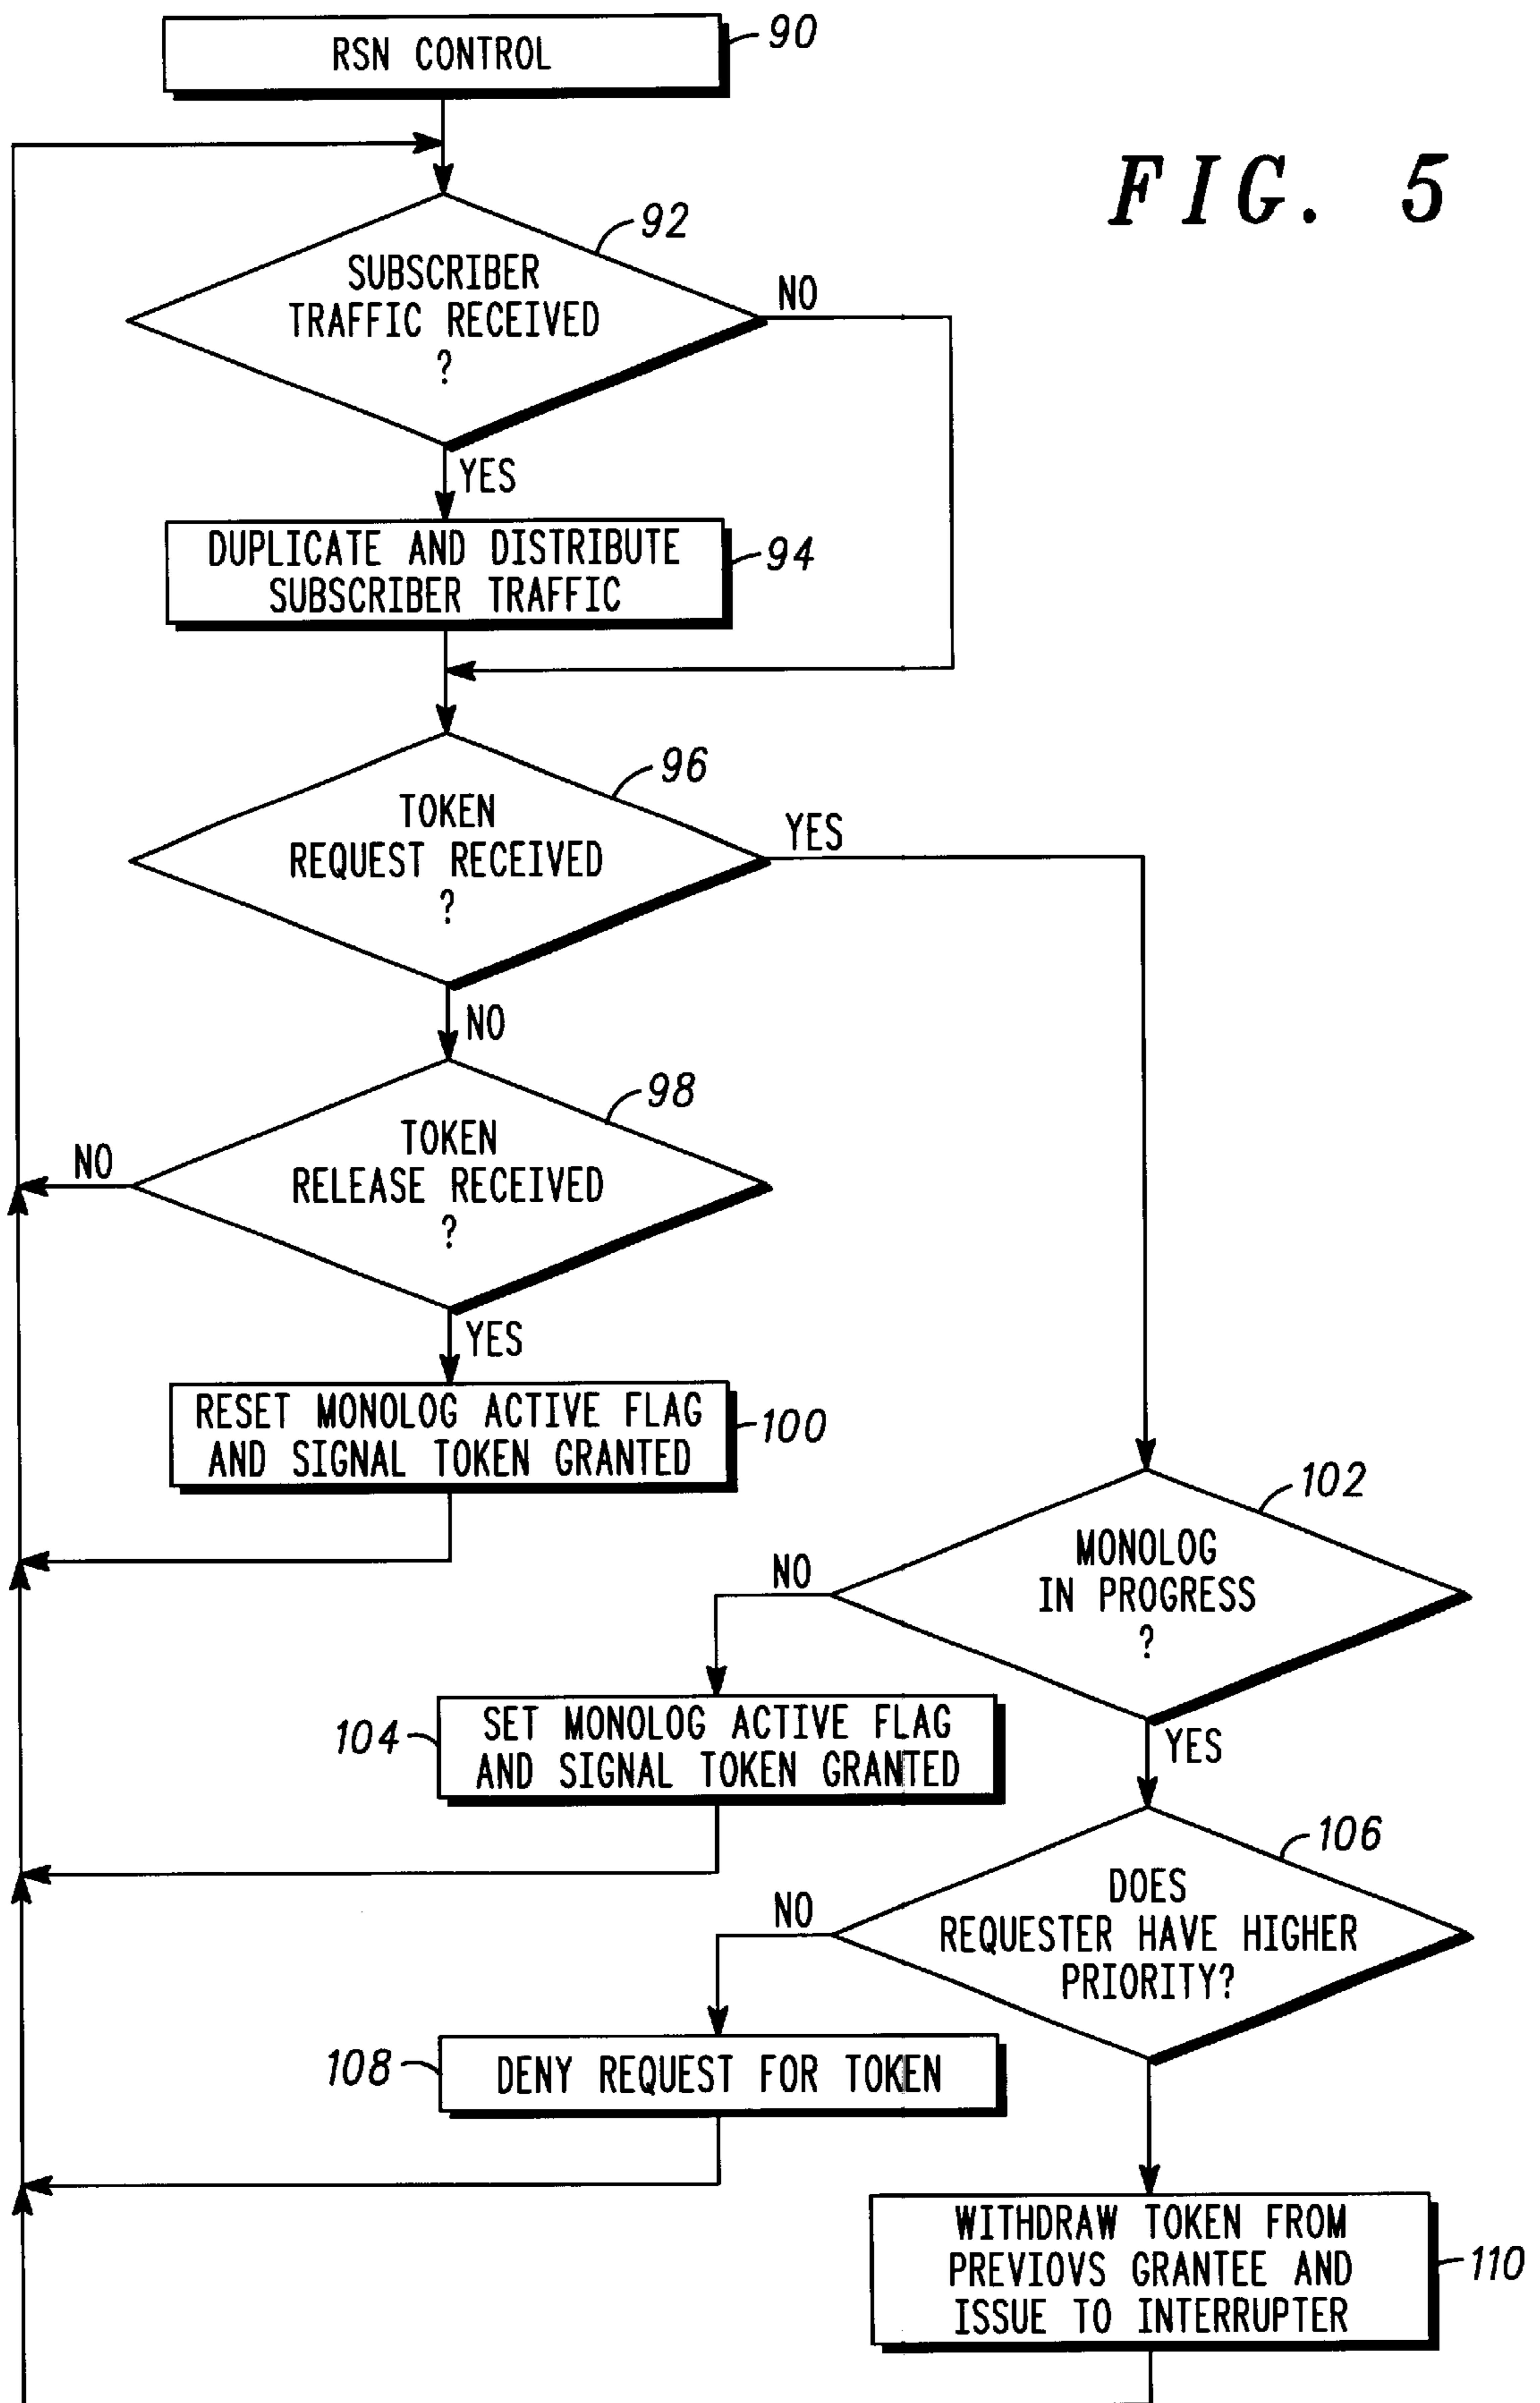 RSN CONTROL
90
FIG. 5
92
SUBSCRIBER
TRAFFIC RECEIVED
?
NO
YES
DUPLICATE AND DISTRIBUTE
SUBSCRIBER TRAFFIC
94
96
TOKEN
REQUEST RECEIVED
?
YES
NO
98
TOKEN
RELEASE RECEIVED
?
NO
YES
RESET MONOLOG ACTIVE FLAG
AND SIGNAL TOKEN GRANTED
100
102
MONOLOG
IN PROGRESS
?
NO
YES
104
SET MONOLOG ACTIVE FLAG
AND SIGNAL TOKEN GRANTED
106
DOES
REQUESTER HAVE HIGHER
PRIORITY?
NO
108
DENY REQUEST FOR TOKEN
WITHDRAW TOKEN FROM
PREVIOVS GRANTEE AND
ISSUE TO INTERRUPTER
110